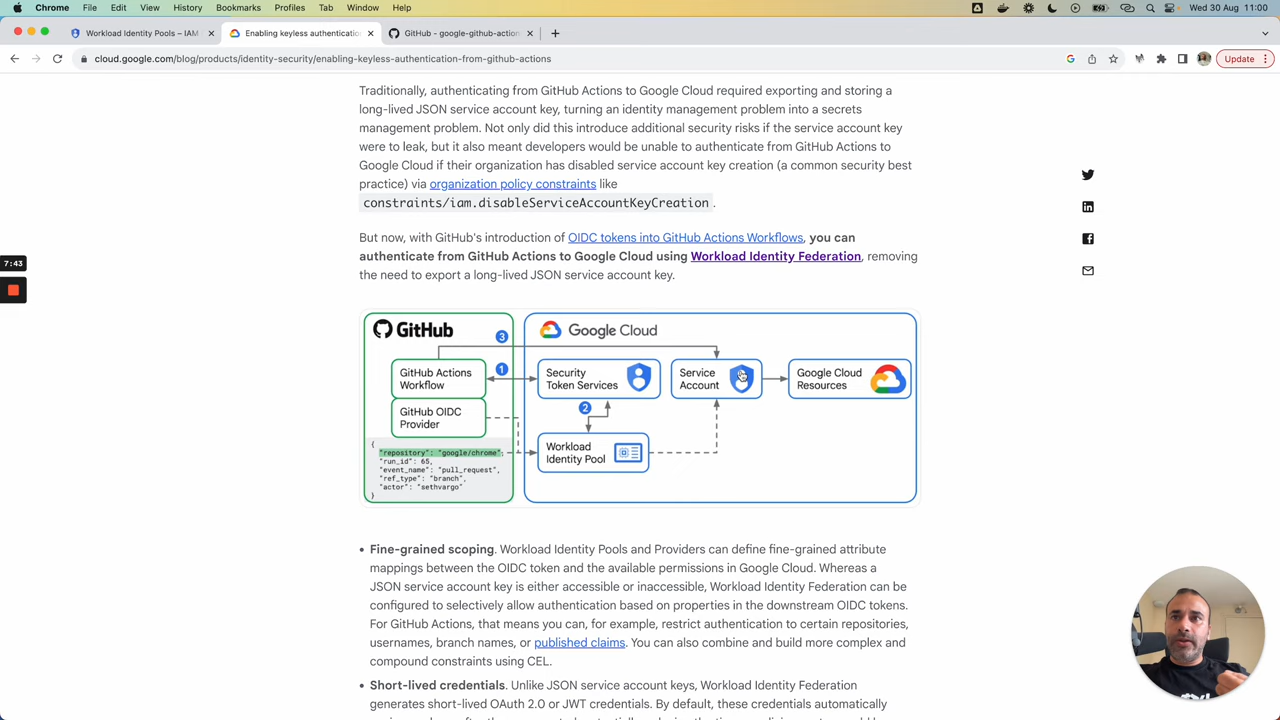 Chrome File Edit View History Bookmarks Profiles Tab Window Help
Wed 30 Aug 11:00
Workload Identity Pools – IAM
Enabling keyless authenticatio
GitHub - google-github-action
cloud.google.com/blog/products/identity-security/enabling-keyless-authentication-from-github-actions
Update
Traditionally, authenticating from GitHub Actions to Google Cloud required exporting and storing a
long-lived JSON service account key, turning an identity management problem into a secrets
management problem. Not only did this introduce additional security risks if the service account key
were to leak, but it also meant developers would be unable to authenticate from GitHub Actions to
Google Cloud if their organization has disabled service account key creation (a common security best
practice) via organization policy constraints like
constraints/iam.disableServiceAccountKeyCreation.
But now, with GitHub's introduction of OIDC tokens into GitHub Actions Workflows, you can
authenticate from GitHub Actions to Google Cloud using Workload Identity Federation, removing
the need to export a long-lived JSON service account key.
7:43
GitHub
Google Cloud
3
GitHub Actions
Workflow
1
Security
Token Services
Service
Account
Google Cloud
Resources
2
GitHub OIDC
Provider
Workload
Identity Pool
{
"repository": "google/chrome",
"run_id": 65,
"event_name": "pull_request",
"ref_type": "branch",
"actor": "sethvargo"
}
• Fine-grained scoping. Workload Identity Pools and Providers can define fine-grained attribute
mappings between the OIDC token and the available permissions in Google Cloud. Whereas a
JSON service account key is either accessible or inaccessible, Workload Identity Federation can be
configured to selectively allow authentication based on properties in the downstream OIDC tokens.
For GitHub Actions, that means you can, for example, restrict authentication to certain repositories,
usernames, branch names, or published claims. You can also combine and build more complex and
compound constraints using CEL.
• Short-lived credentials. Unlike JSON service account keys, Workload Identity Federation
generates short-lived OAuth 2.0 or JWT credentials. By default, these credentials automatically